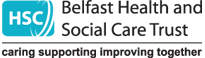 HSC Belfast Health and
Social Care Trust
caring supporting improving together